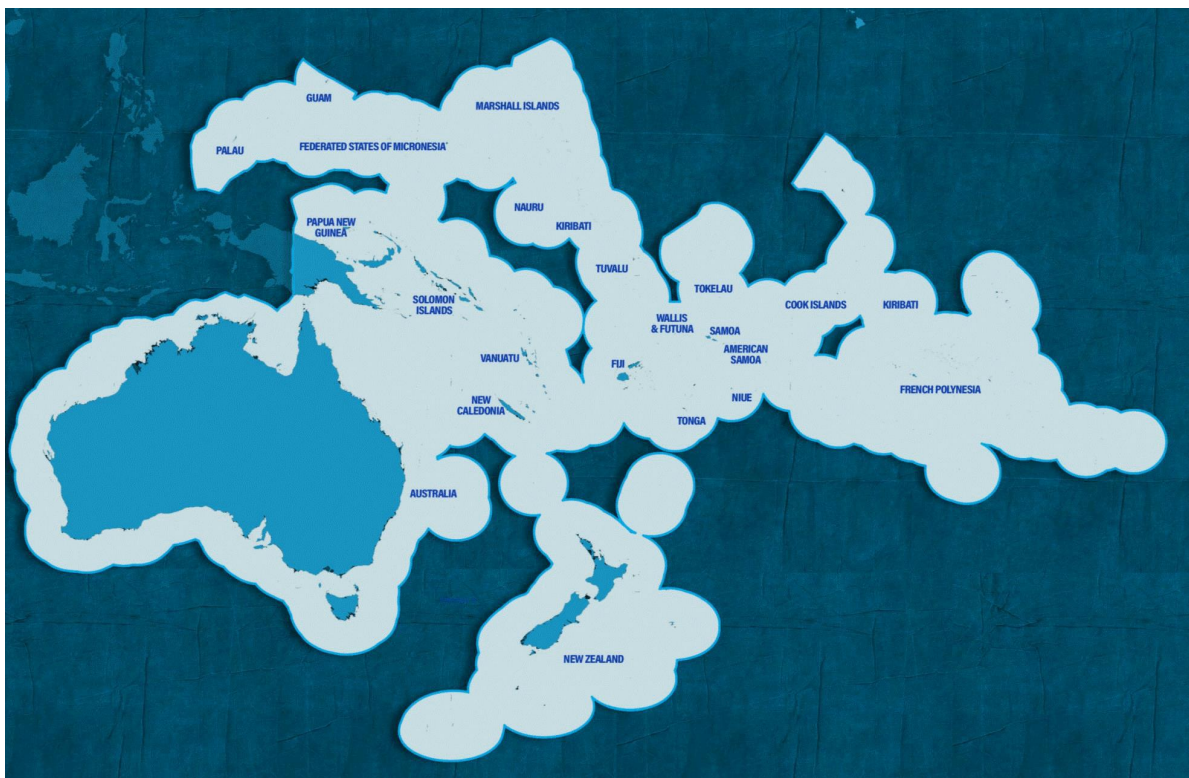 GUAM
MARSHALL ISLANDS
PALAU
FEDERATED STATES OF MICRONESIA
NAURU
KIRIBATI
PAPUA NEW
GUINEA
TUVALU
TOKELAU
SOLOMON
ISLANDS
COOK ISLANDS
KIRIBATI
WALLIS
& FUTUNA
SAMOA
AMERICAN
SAMOA
VANUATU
FIJI
FRENCH POLYNESIA
NEW
CALEDONIA
NIUE
TONGA
AUSTRALIA
NEW ZEALAND